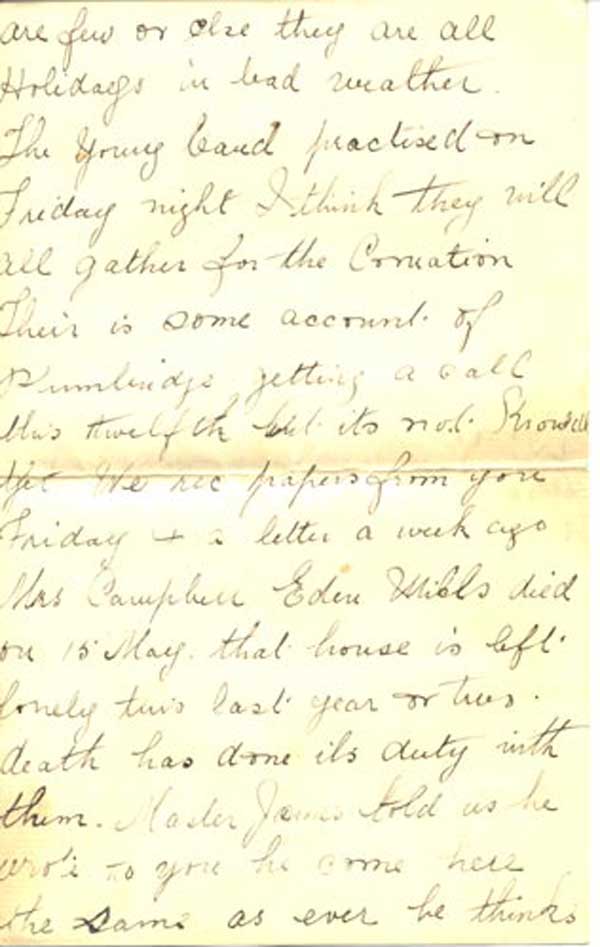 are few or else they are all
Holidays in bad weather.
The Young band practised on
Friday night I think they will
all gather for the Cornation
Their is some account of
getting a call
this twelfth but its not
Yet We rec papers from you
Friday + a letter a week ago
Mrs Campbell Eden Mills died
on 15 May. that house is left
lonely this last year or two.
death has done its duty with
them. Master James told us he
wrote to you he come here
the same as ever he thinks